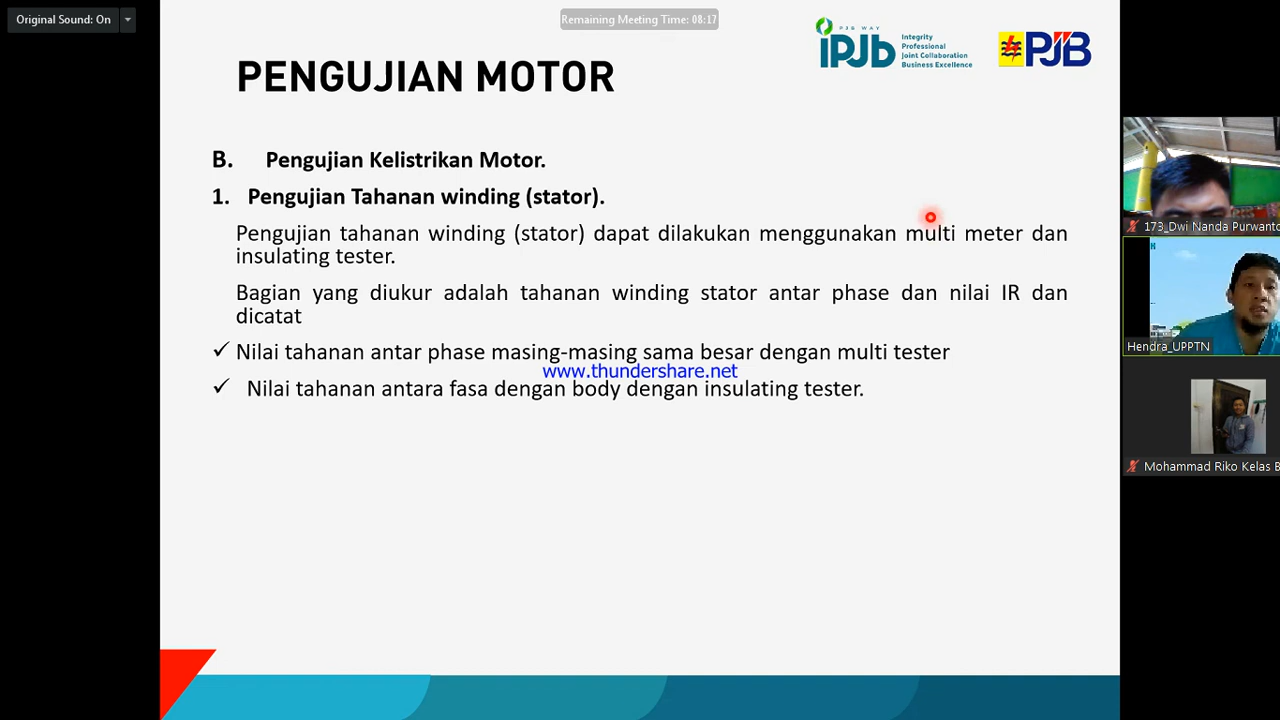 Original Sound: On
Remaining Meeting Time: 08:17
PJB WAY
iPJb
Integrity
Professional
Joint Collaboration
Business Excellence
PJB
PENGUJIAN MOTOR
B. Pengujian Kelistrikan Motor.
1. Pengujian Tahanan winding (stator).
Pengujian tahanan winding (stator) dapat dilakukan menggunakan multi meter dan
insulating tester.
Bagian yang diukur adalah tahanan winding stator antar phase dan nilai IR dan
dicatat
✓ Nilai tahanan antar phase masing-masing sama besar dengan multi tester
www.thundershare.net
✓ Nilai tahanan antara fasa dengan body dengan insulating tester.
173_Dwi Nanda Purwanto
Hendra_UPPTN
Mohammad Riko Kelas B